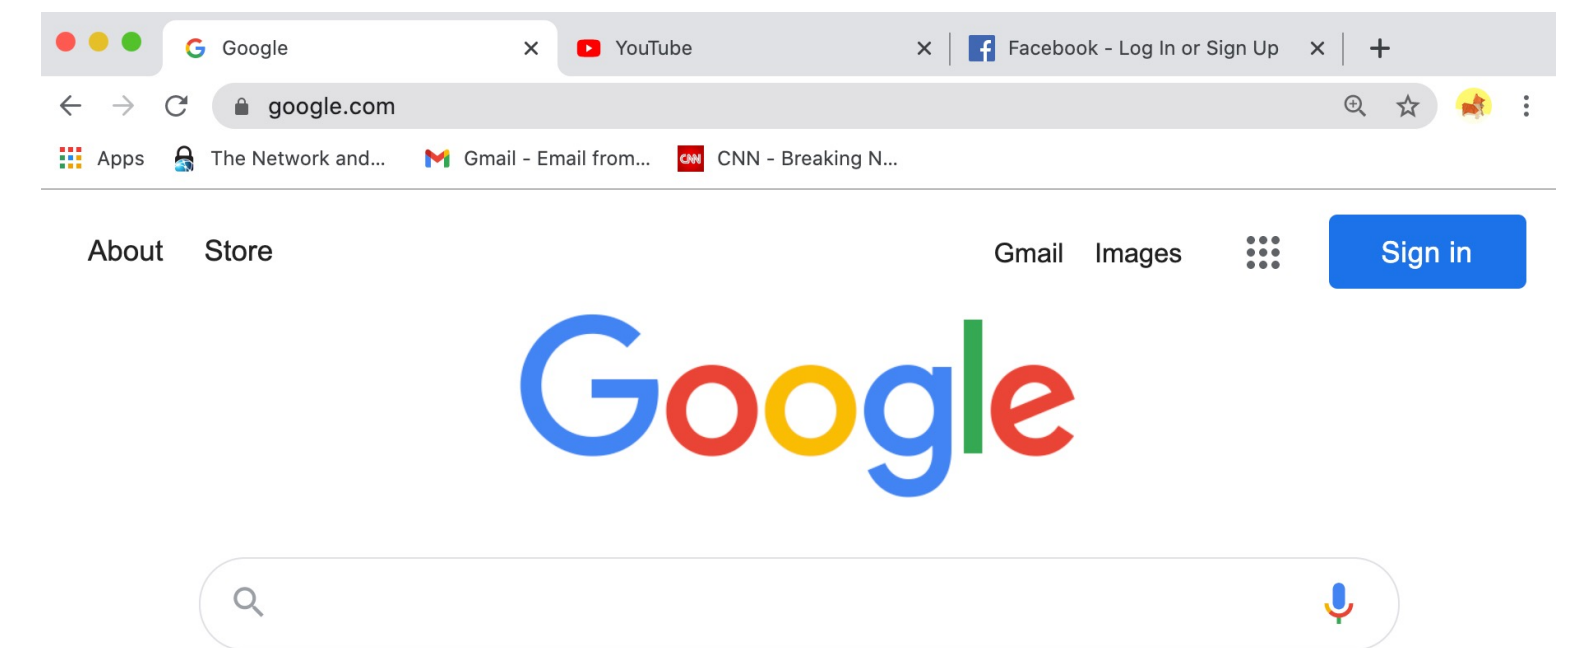 Google YouTube Facebook - Log In or Sign Up
google.com
Apps The Network and... Gmail - Email from... CNN CNN - Breaking N...
About Store Gmail Images Sign in
Google